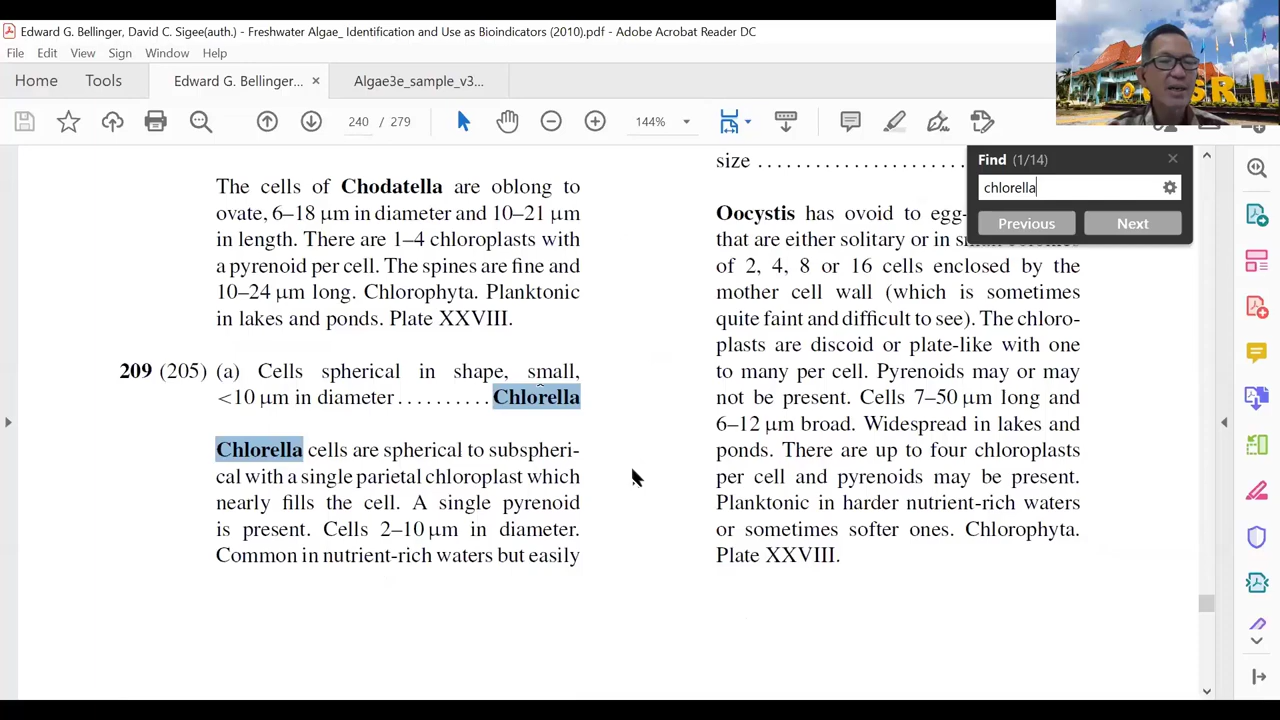 Edward G. Bellinger, David C. Sigee(auth.) - Freshwater Algae_ Identification and Use as Bioindicators (2010).pdf - Adobe Acrobat Reader DC
File Edit View Sign Window Help
Home Tools Edward G. Bellinger... × Algae3e_sample_v3...
240 / 279 144%
Find (1/14)
chlorella
Previous Next
The cells of Chodatella are oblong to
ovate, 6–18 μm in diameter and 10–21 μm
in length. There are 1–4 chloroplasts with
a pyrenoid per cell. The spines are fine and
10–24 μm long. Chlorophyta. Planktonic
in lakes and ponds. Plate XXVIII.
209 (205) (a) Cells spherical in shape, small,
<10 μm in diameter . . . . . . . . . . Chlorella
Chlorella cells are spherical to subspheri-
cal with a single parietal chloroplast which
nearly fills the cell. A single pyrenoid
is present. Cells 2–10 μm in diameter.
Common in nutrient-rich waters but easily
size . . . . . . . . . . . . . . . . . . . . . . .
Oocystis has ovoid to egg-
that are either solitary or in small colonies
of 2, 4, 8 or 16 cells enclosed by the
mother cell wall (which is sometimes
quite faint and difficult to see). The chloro-
plasts are discoid or plate-like with one
to many per cell. Pyrenoids may or may
not be present. Cells 7–50 μm long and
6–12 μm broad. Widespread in lakes and
ponds. There are up to four chloroplasts
per cell and pyrenoids may be present.
Planktonic in harder nutrient-rich waters
or sometimes softer ones. Chlorophyta.
Plate XXVIII.